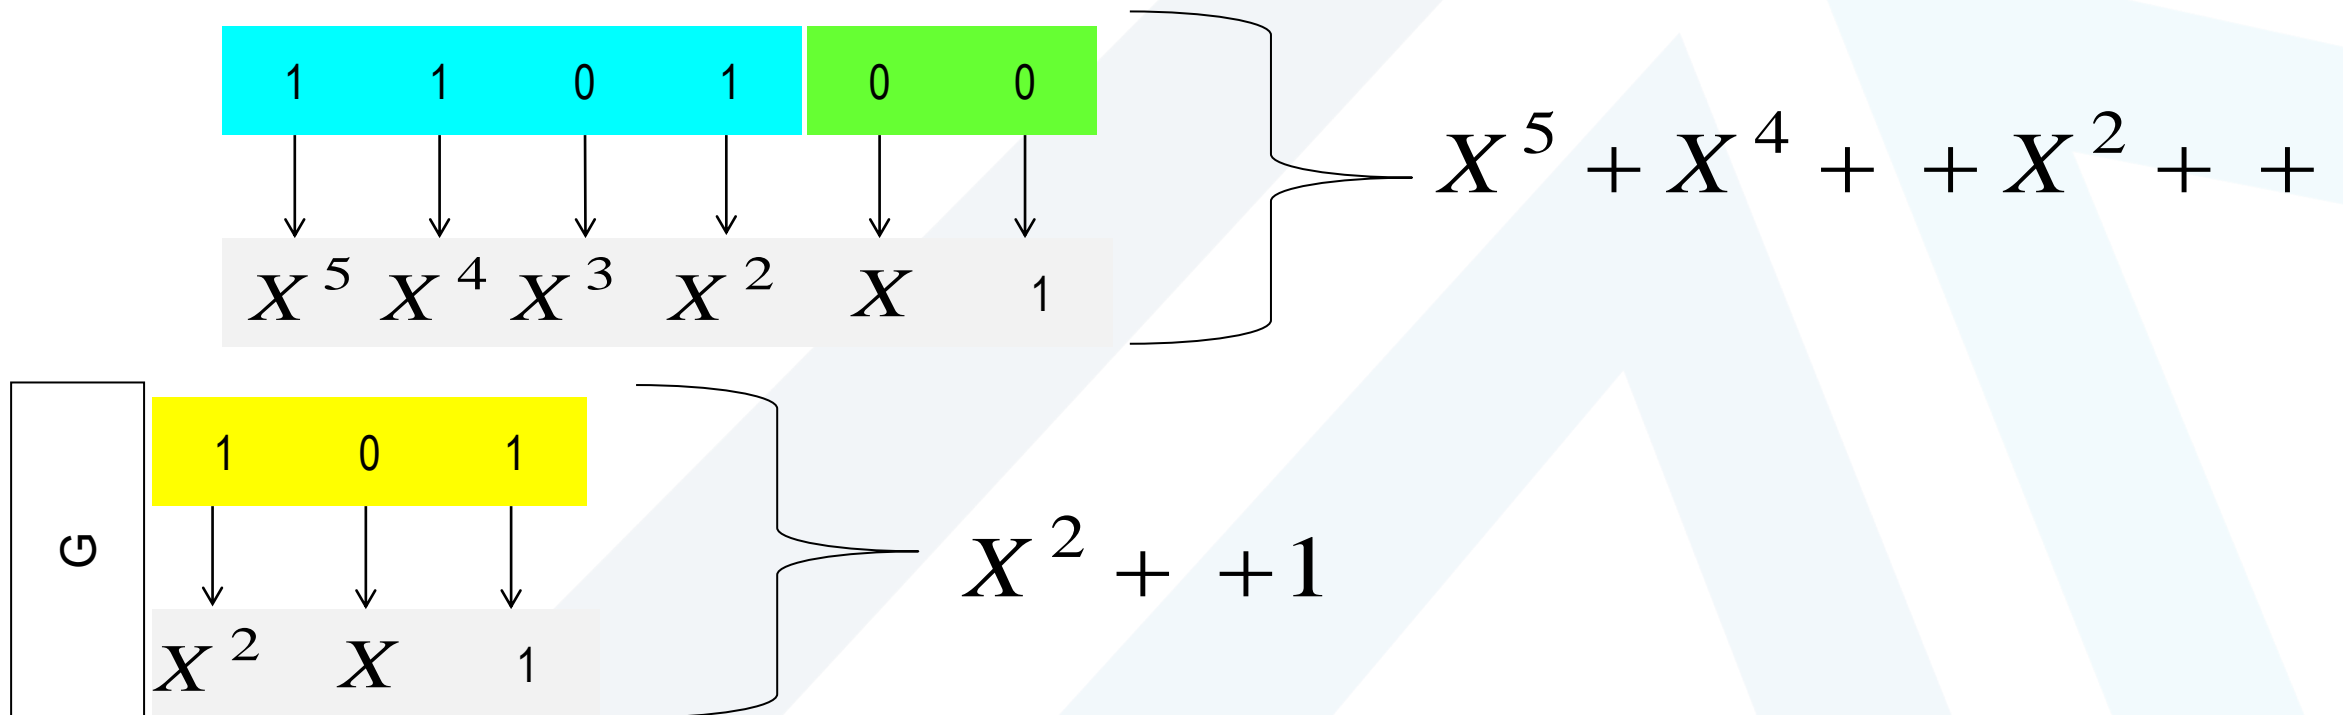 1 1 0 1 0 0
X⁵ + X⁴ + + X² + +
X⁵ X⁴ X³ X² X 1
1 0 1
G
X² + +1
X² X 1